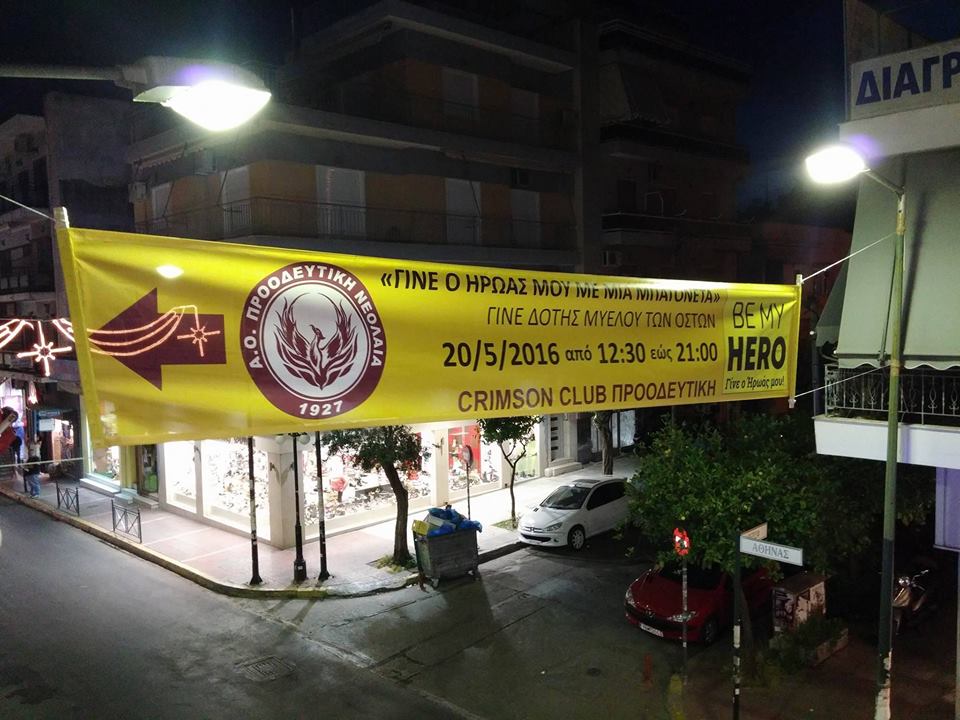 ΔΙΑΓΡ
Α.Ο. ΠΡΟΟΔΕΥΤΙΚΗ ΝΕΟΛΑΙΑ
1927
«ΓΙΝΕ Ο ΗΡΩΑΣ ΜΟΥ ΜΕ ΜΙΑ ΜΠΑΤΟΝΕΤΑ»
ΓΙΝΕ ΔΟΤΗΣ ΜΥΕΛΟΥ ΤΩΝ ΟΣΤΩΝ
20/5/2016 από 12:30 εώς 21:00
CRIMSON CLUB ΠΡΟΟΔΕΥΤΙΚΗ
BE MY
HERO
Γίνε ο Ήρωάς μου!
ΑΘΗΝΑΣ